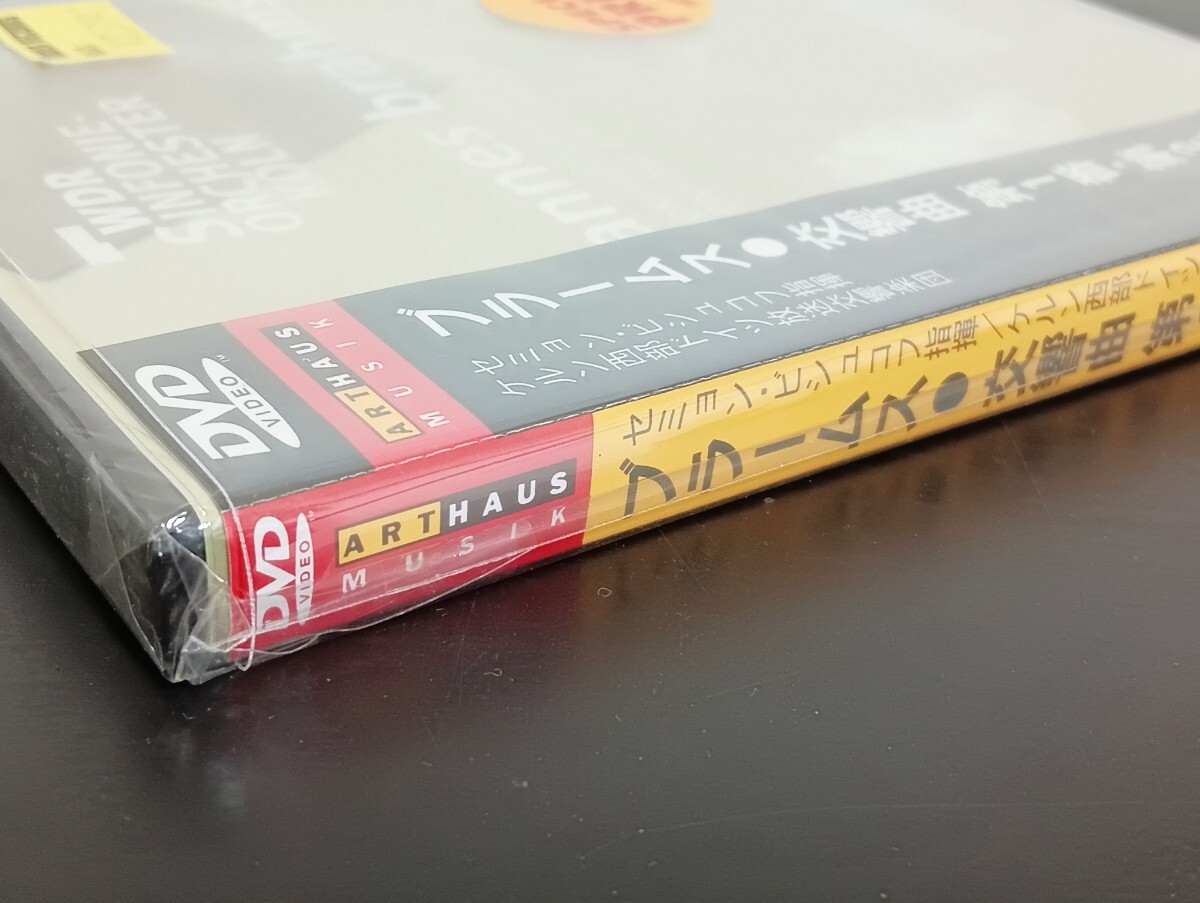 WDR
SINFONIE-
ORCHESTER
KÖLN
brahms
DVD
VIDEO
ARTHAUS
MUSIK
ブラームス●交響曲 第1番・第2
セミョン・ビシュコフ指揮
ケルン西部ドイツ放送交響楽団
DVD
VIDEO
ARTHAUS
MUSIK
セミョン・ビシュコフ指揮/ケルン西部ドイツ
ブラームス●交響曲 第